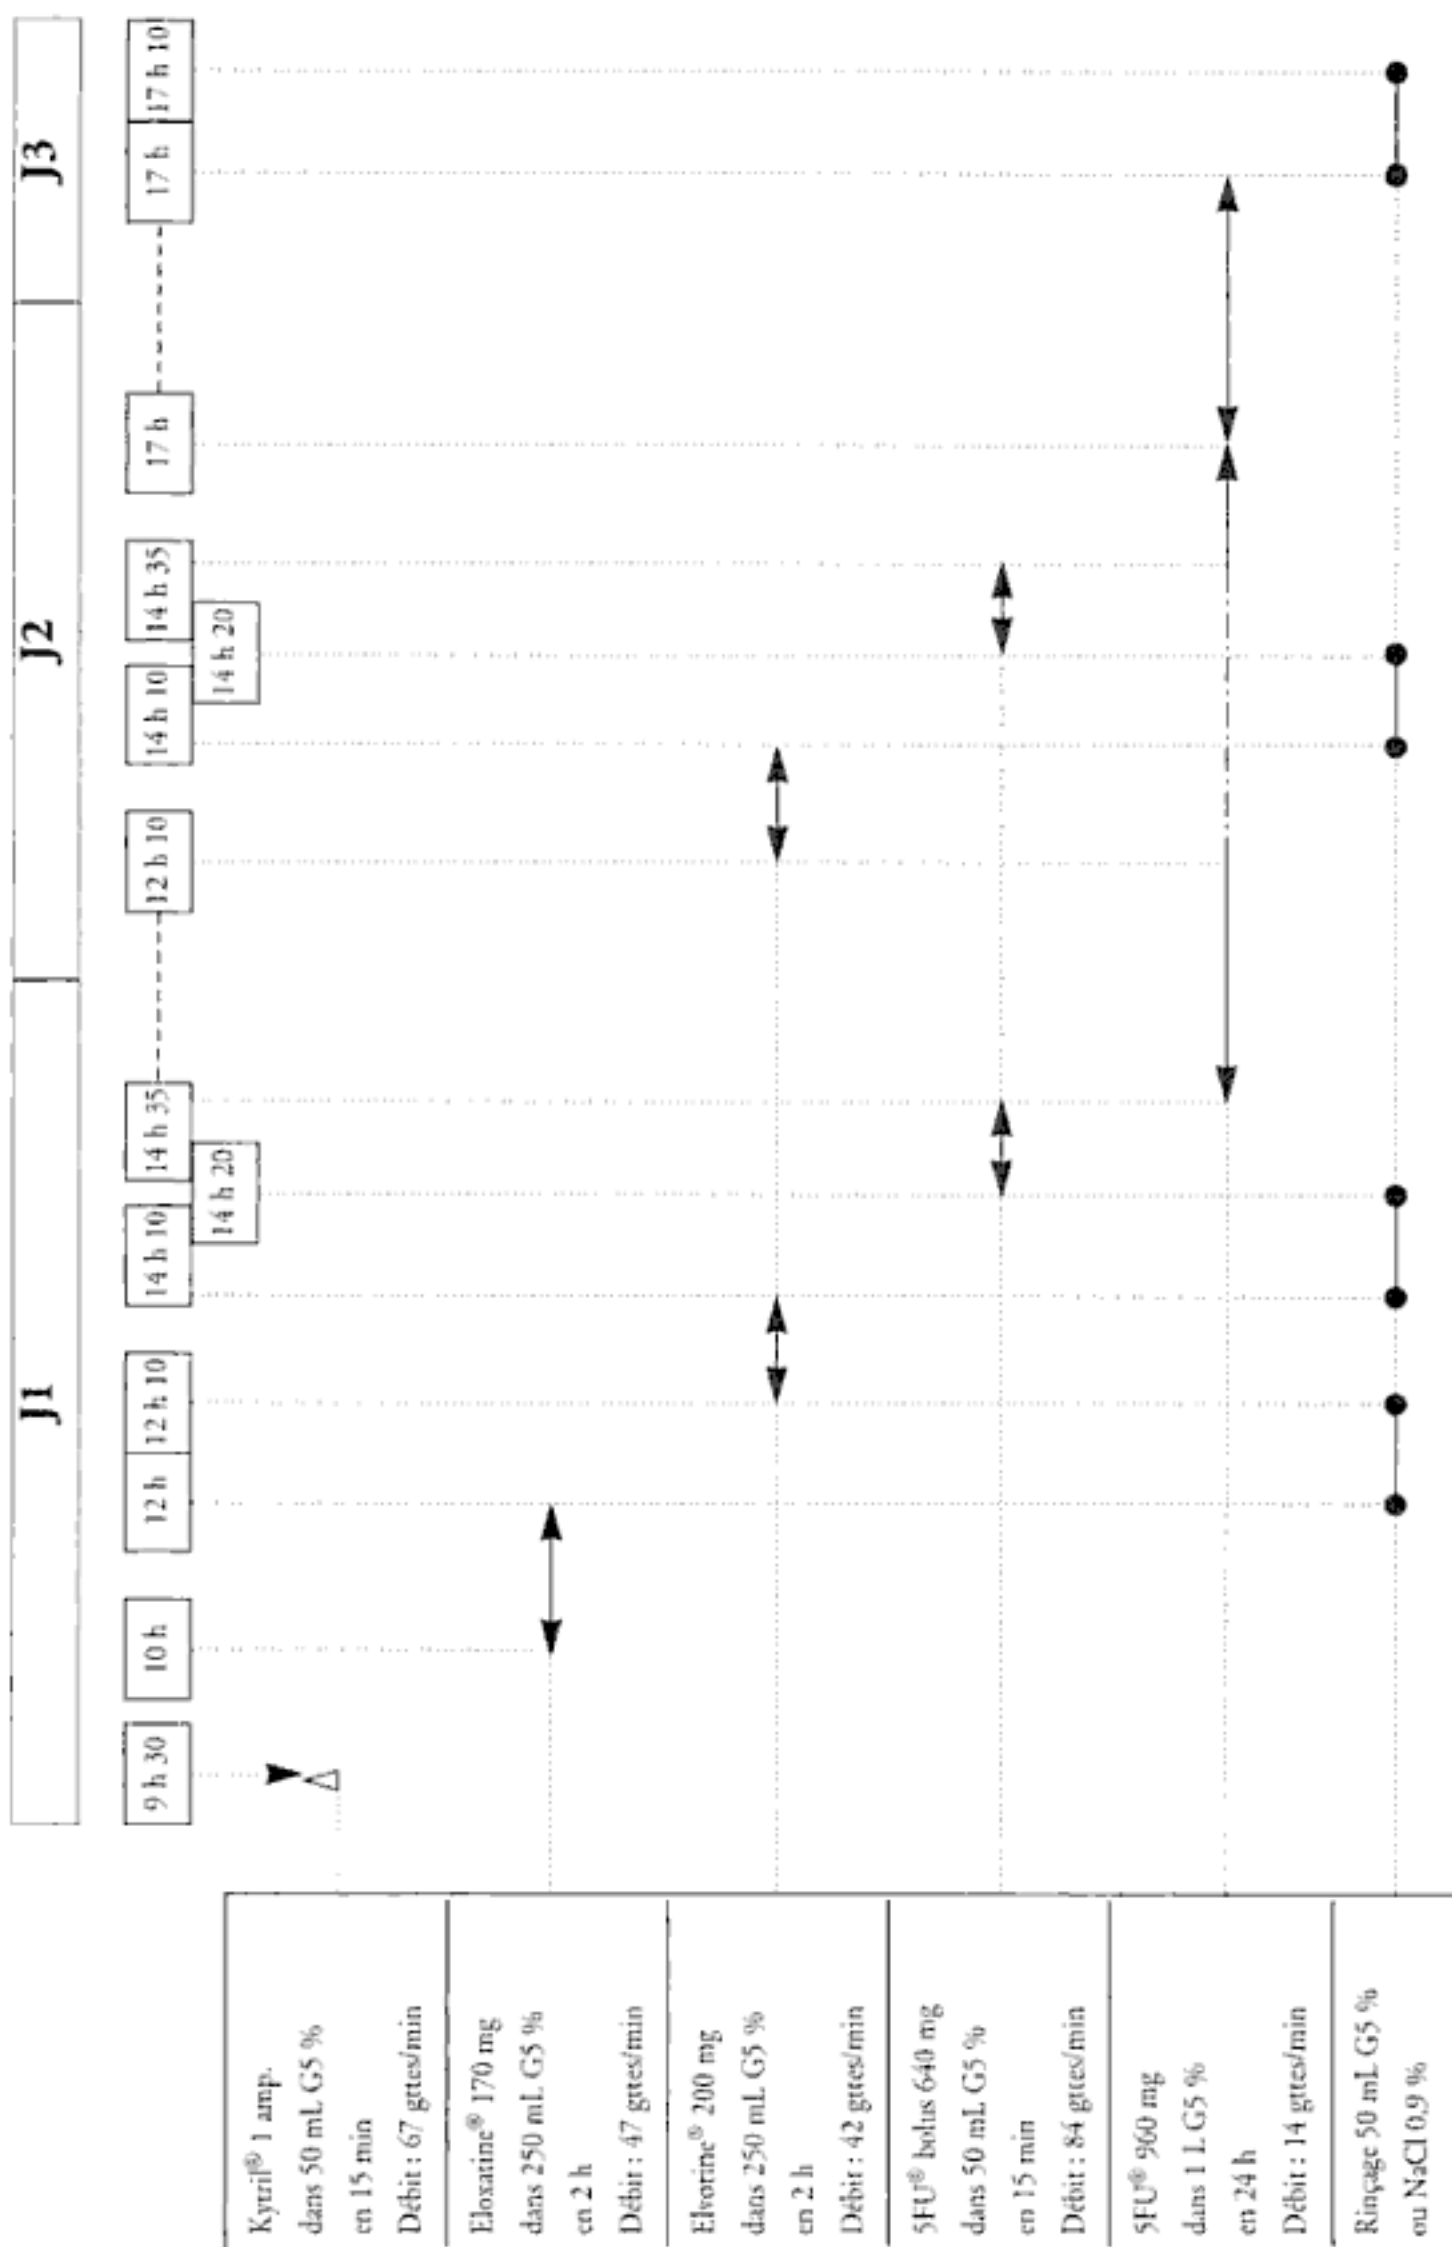 J1
J2
J3
9 h 30
10 h
12 h
12 h 10
14 h 10
14 h 20
14 h 35
12 h 10
14 h 10
14 h 20
14 h 35
17 h
17 h
17 h 10
Kytril® 1 amp.
dans 50 mL G5 %
en 15 min
Débit : 67 gttes/min
Eloxatine® 170 mg
dans 250 mL G5 %
en 2 h
Débit : 47 gttes/min
Elvorine® 200 mg
dans 250 mL G5 %
en 2 h
Débit : 42 gttes/min
5FU® bolus 640 mg
dans 50 mL G5 %
en 15 min
Débit : 84 gttes/min
5FU® 960 mg
dans 1 L G5 %
en 24 h
Débit : 14 gttes/min
Rinçage 50 mL G5 %
ou NaCl 0,9 %